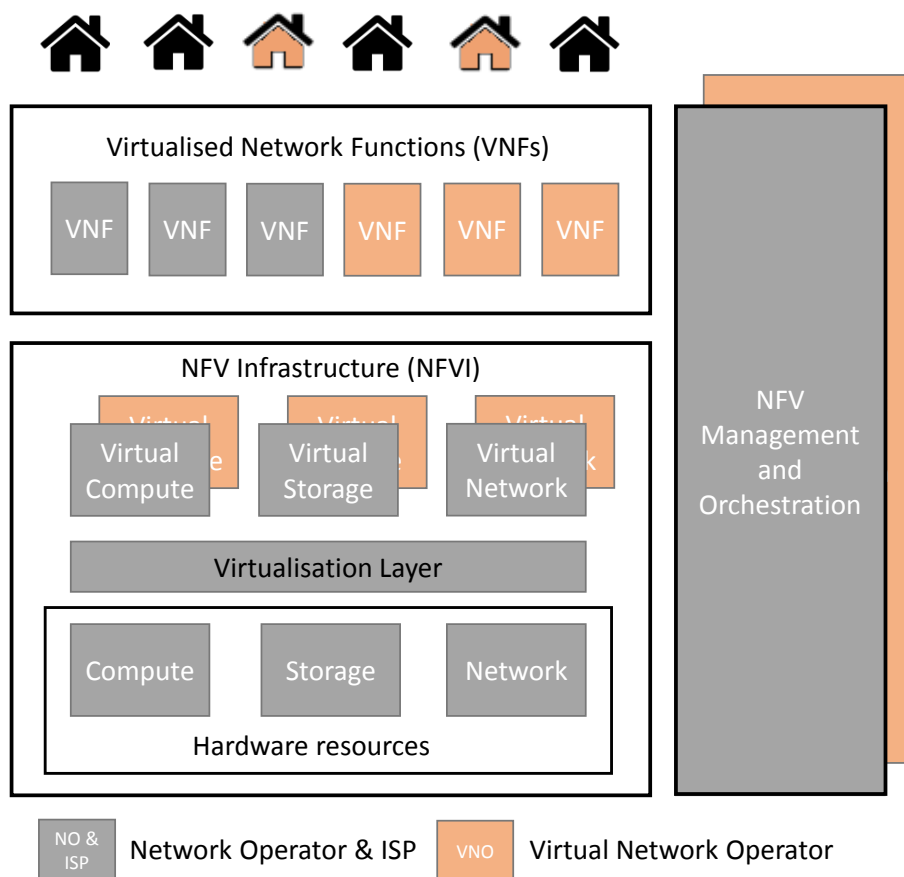 Virtualised Network Functions (VNFs)
VNF VNF VNF VNF VNF VNF
NFV Infrastructure (NFVI)
Virtual
Compute
Virtual
Storage
Virtual
Network
Virtualisation Layer
Compute
Storage
Network
Hardware resources
NFV
Management
and
Orchestration
NO &
ISP
Network Operator & ISP
VNO
Virtual Network Operator